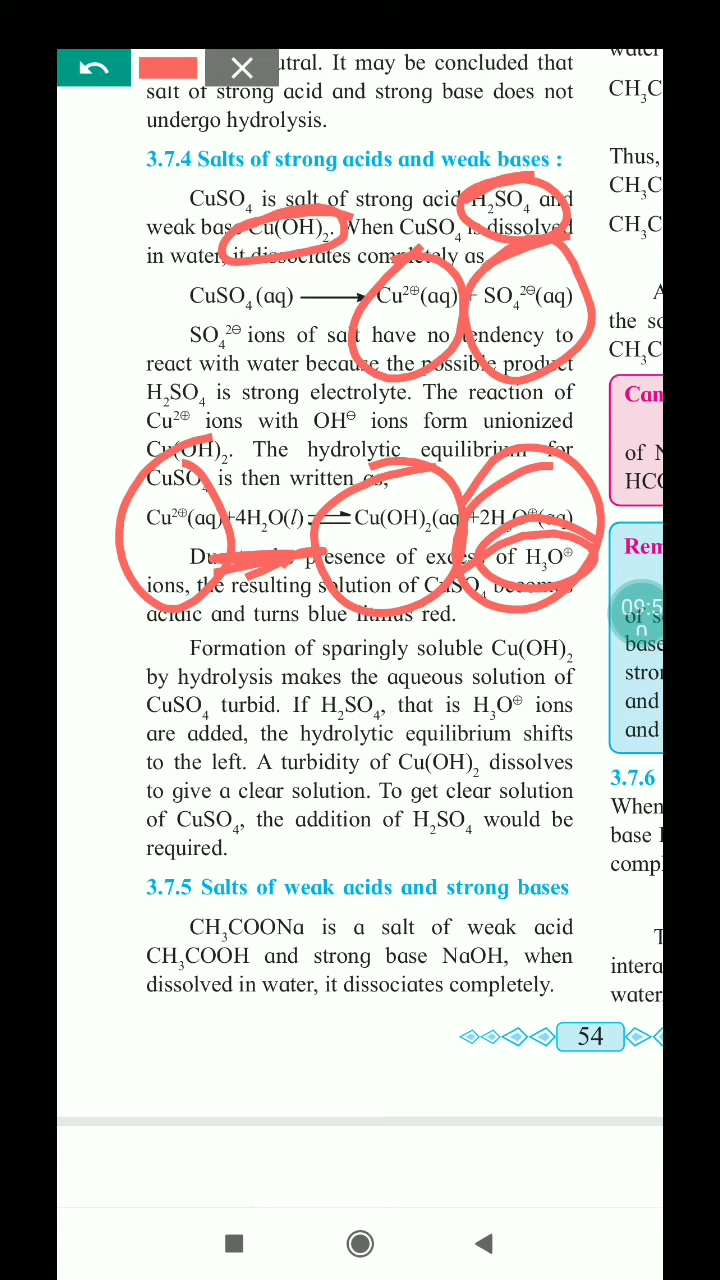 utral. It may be concluded that
salt of strong acid and strong base does not
undergo hydrolysis.
3.7.4 Salts of strong acids and weak bases :
CuSO₄ is salt of strong acid H₂SO₄ and
weak base Cu(OH)₂. When CuSO₄ is dissolved
in water, it dissociates completely as
CuSO₄ (aq) ⟶ Cu²⊕(aq) + SO₄²⊖(aq)
SO₄²⊖ ions of salt have no tendency to
react with water because the possible product
H₂SO₄ is strong electrolyte. The reaction of
Cu²⊕ ions with OH⊖ ions form unionized
Cu(OH)₂. The hydrolytic equilibrium for
CuSO₄ is then written as,
Cu²⊕(aq)+4H₂O(l) ⇌ Cu(OH)₂(aq)+2H₃O⊕(aq)
Due to the presence of excess of H₃O⊕
ions, the resulting solution of CuSO₄ becomes
acidic and turns blue litmus red.
Formation of sparingly soluble Cu(OH)₂
by hydrolysis makes the aqueous solution of
CuSO₄ turbid. If H₂SO₄, that is H₃O⊕ ions
are added, the hydrolytic equilibrium shifts
to the left. A turbidity of Cu(OH)₂ dissolves
to give a clear solution. To get clear solution
of CuSO₄, the addition of H₂SO₄ would be
required.
3.7.5 Salts of weak acids and strong bases
CH₃COONa is a salt of weak acid
CH₃COOH and strong base NaOH, when
dissolved in water, it dissociates completely.
CH₃C
Thus,
CH₃C
CH₃C
A
the so
CH₃C
Can
of N
HCO
Rem
09:5
0
of s
base
stro
and
and
3.7.6
When
base
comp
T
intera
water.
54